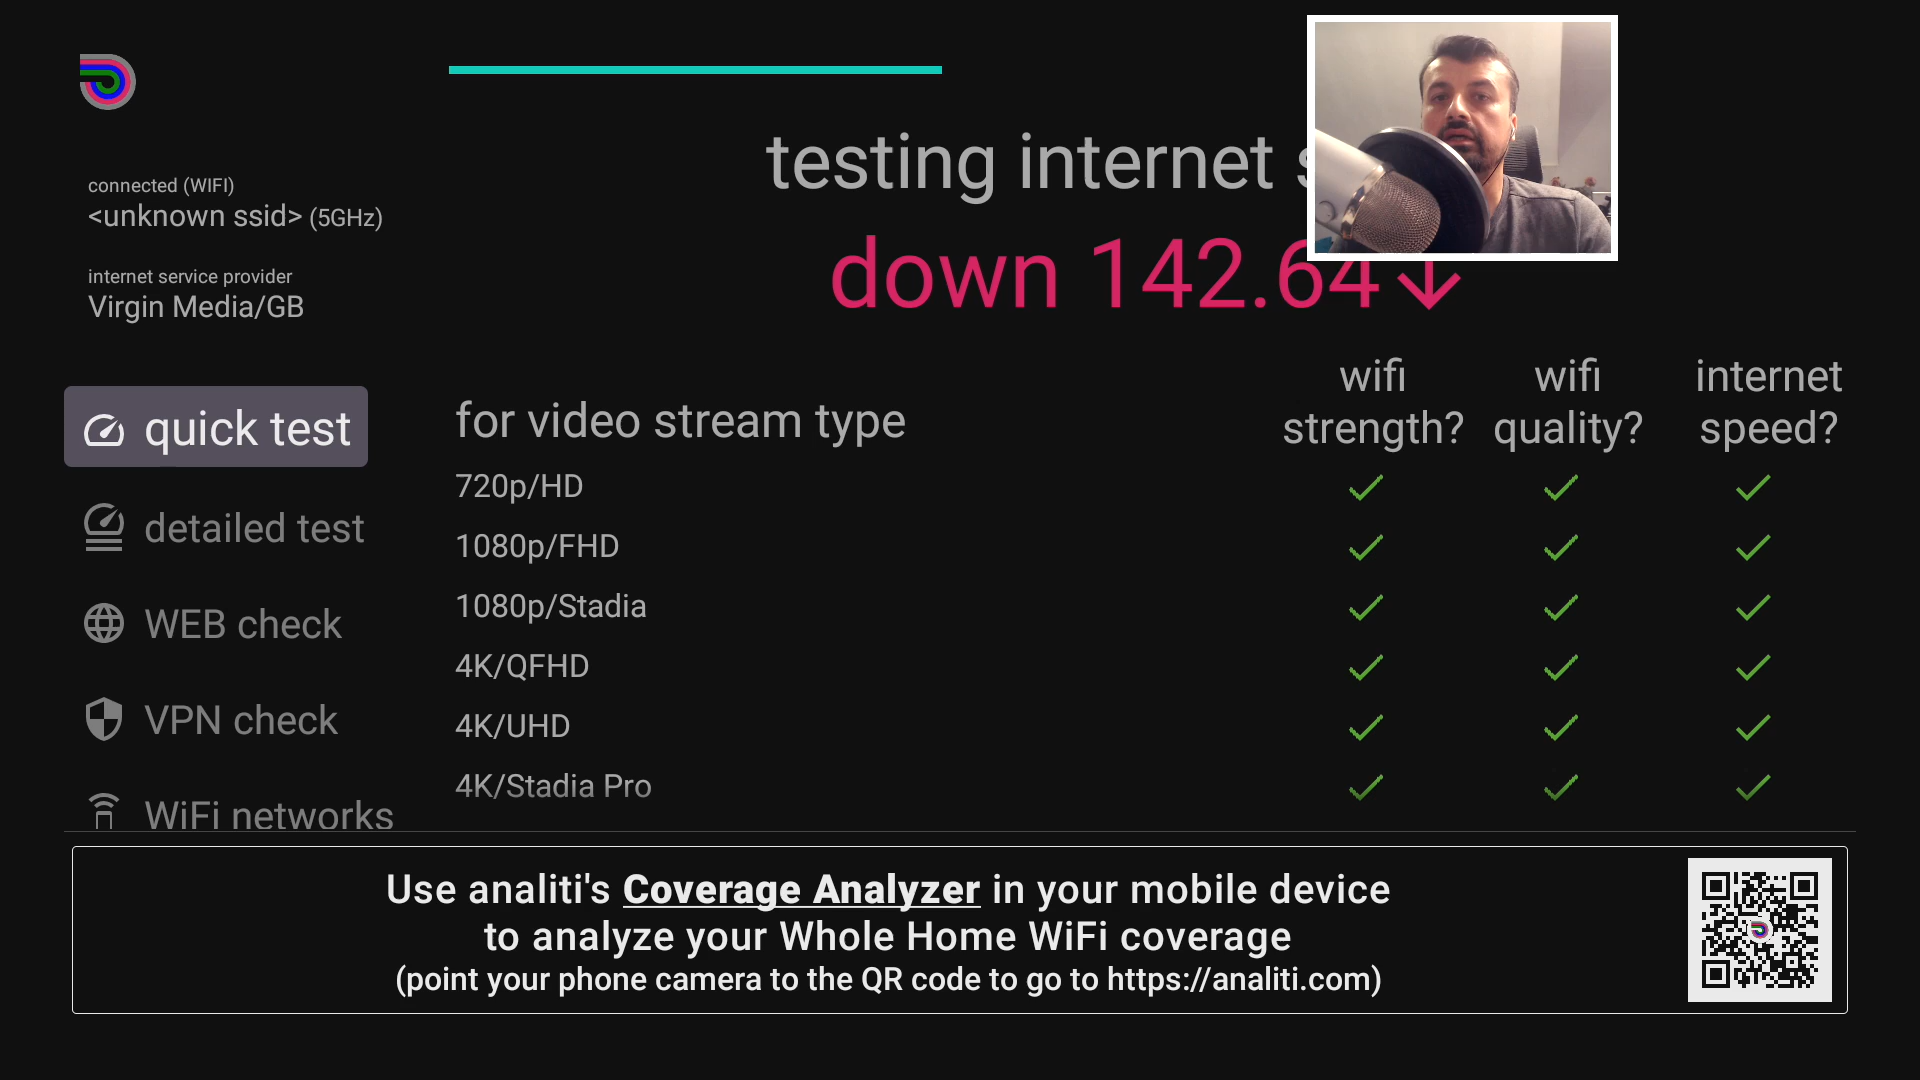 testing internet
connected (WIFI)
<unknown ssid> (5GHz)
down 142.64
internet service provider
Virgin Media/GB
quick test
detailed test
WEB check
VPN check
WiFi networks
for video stream type
wifi strength?
wifi quality?
internet speed?
720p/HD
1080p/FHD
1080p/Stadia
4K/QFHD
4K/UHD
4K/Stadia Pro
Use analiti's Coverage Analyzer in your mobile device
to analyze your Whole Home WiFi coverage
(point your phone camera to the QR code to go to https://analiti.com)